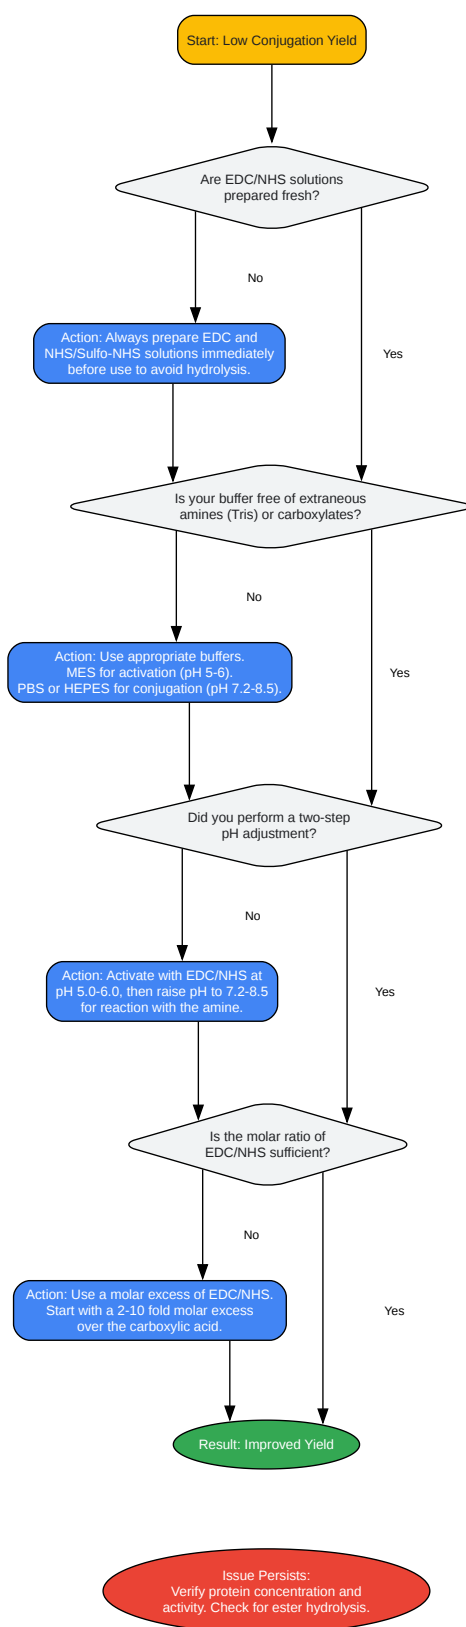 Start: Low Conjugation Yield
Are EDC/NHS solutions
prepared fresh?
No
Yes
Action: Always prepare EDC and
NHS/Sulfo-NHS solutions immediately
before use to avoid hydrolysis.
Is your buffer free of extraneous
amines (Tris) or carboxylates?
No
Yes
Action: Use appropriate buffers.
MES for activation (pH 5-6).
PBS or HEPES for conjugation (pH 7.2-8.5).
Did you perform a two-step
pH adjustment?
No
Yes
Action: Activate with EDC/NHS at
pH 5.0-6.0, then raise pH to 7.2-8.5
for reaction with the amine.
Is the molar ratio of
EDC/NHS sufficient?
No
Yes
Action: Use a molar excess of EDC/NHS.
Start with a 2-10 fold molar excess
over the carboxylic acid.
Result: Improved Yield
Issue Persists:
Verify protein concentration and
activity. Check for ester hydrolysis.